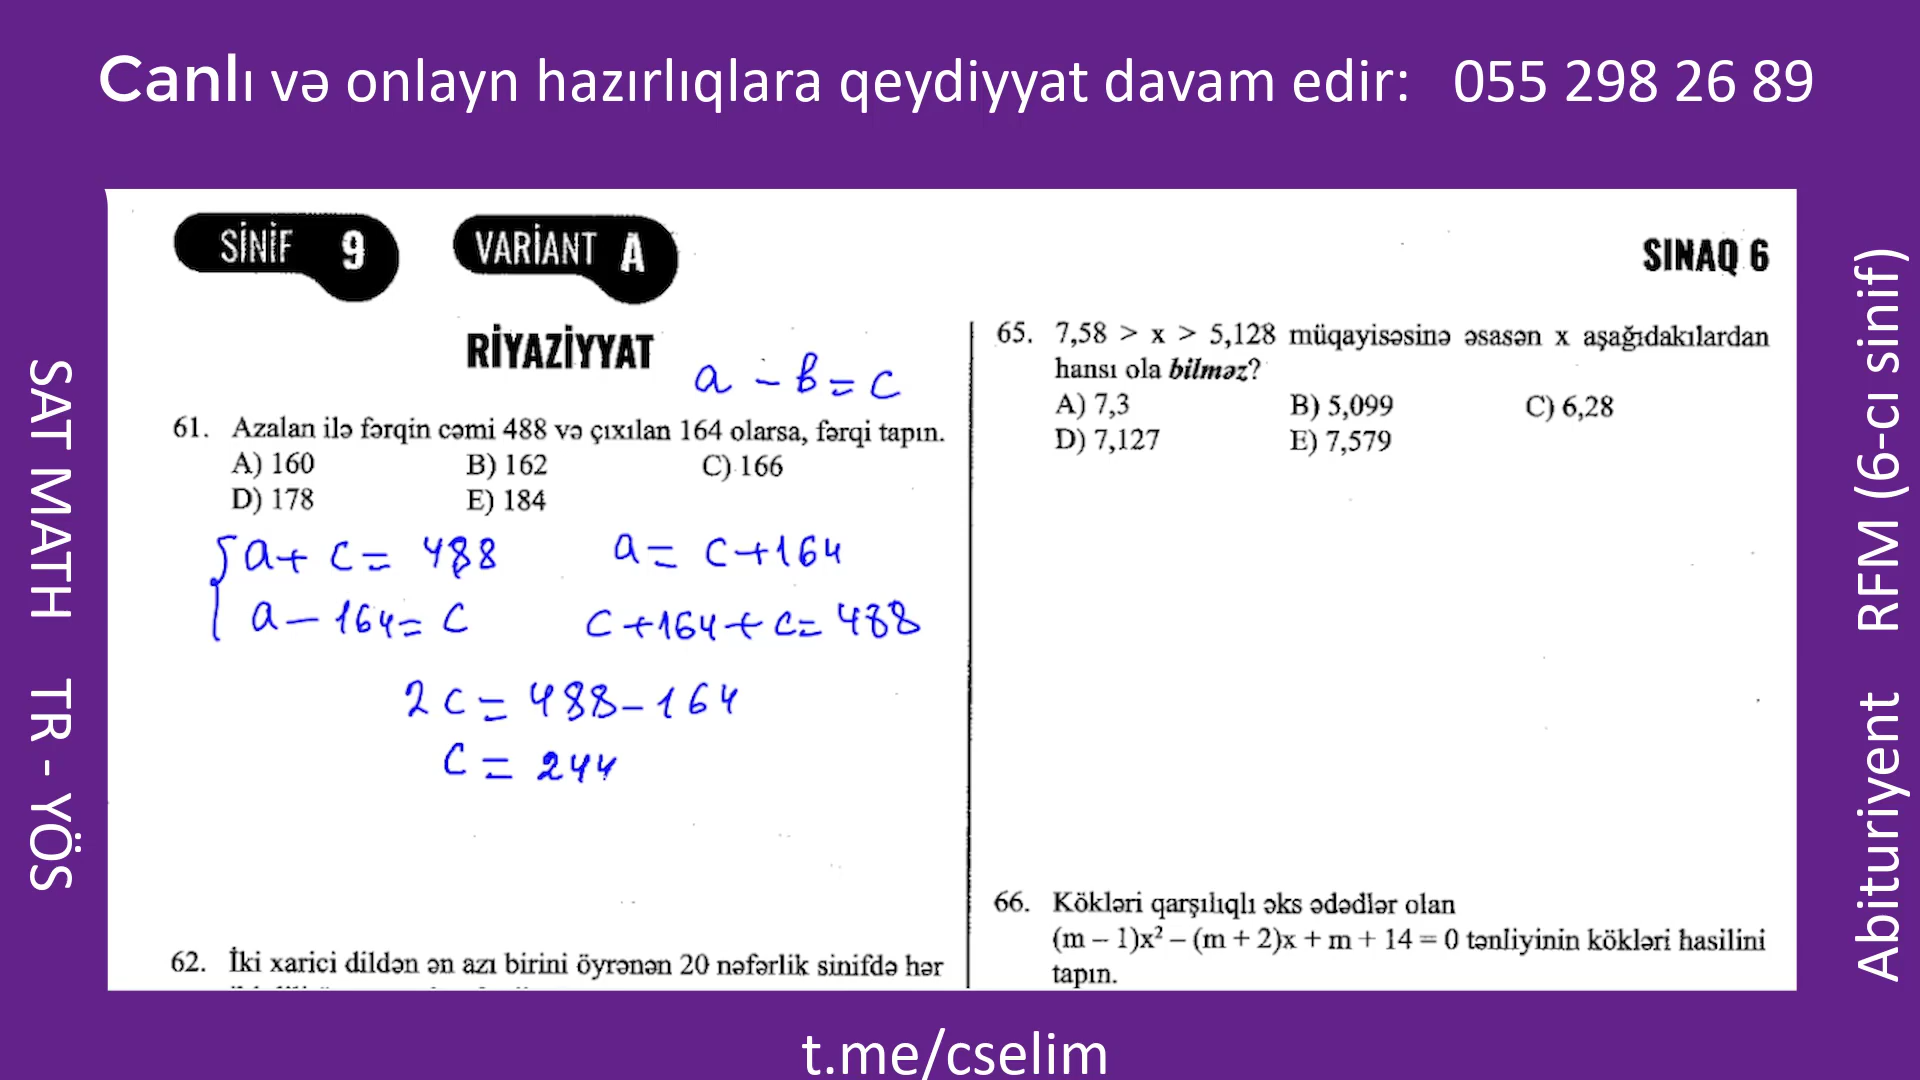 Canlı və onlayn hazırlıqlara qeydiyyat davam edir: 055 298 26 89
SAT MATH TR - YÖS
SİNİF 9
VARİANT A
SINAQ 6
RİYAZİYYAT
a - b = c
61. Azalan ilə fərqin cəmi 488 və çıxılan 164 olarsa, fərqi tapın.
A) 160 B) 162 C) 166
D) 178 E) 184
a + c = 488
a - 164 = c
a = c + 164
c + 164 + c = 488
2c = 488 - 164
c = 244
62. İki xarici dildən ən azı birini öyrənən 20 nəfərlik sinifdə hər
65. 7,58 > x > 5,128 müqayisəsinə əsasən x aşağıdakılardan
hansı ola bilməz?
A) 7,3 B) 5,099 C) 6,28
D) 7,127 E) 7,579
66. Kökləri qarşılıqlı əks ədədlər olan
(m – 1)x² – (m + 2)x + m + 14 = 0 tənliyinin kökləri hasilini
tapın.
Abituriyent RFM (6-cı sinif)
t.me/cselim